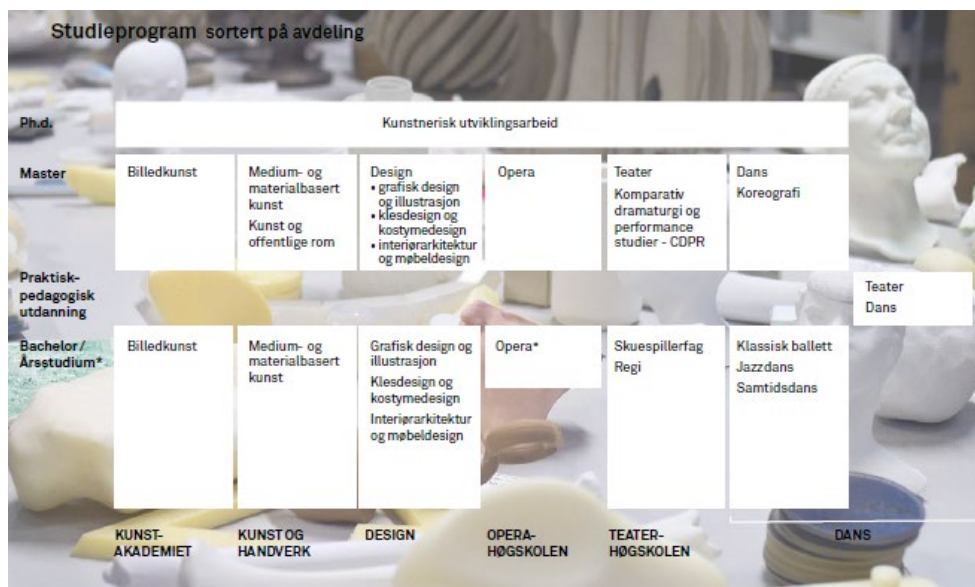 Studieprogram sortert på avdeling
Ph.d.
Kunstnerisk utviklingsarbeid
Master
Billedkunst
Medium- og
materialbasert
kunst
Kunst og
offentlige rom
Design
• grafisk design
og illustrasjon
• klesdesign og
kostymedesign
• interiørarkitektur
og møbeldesign
Opera
Teater
Komparativ
dramaturgi og
performance
studier - CDPR
Dans
Koreografi
Praktisk-
pedagogisk
utdanning
Teater
Dans
Bachelor/
Årsstudium*
Billedkunst
Medium- og
materialbasert
kunst
Grafisk design og
illustrasjon
Klesdesign og
kostymedesign
Interiørarkitektur
og møbeldesign
Opera*
Skuespillerfag
Regi
Klassisk ballett
Jazzdans
Samtidsdans
KUNST-
AKADEMIET
KUNST OG
HANDVERK
DESIGN
OPERA-
HØGSKOLEN
TEATER-
HØGSKOLEN
DANS